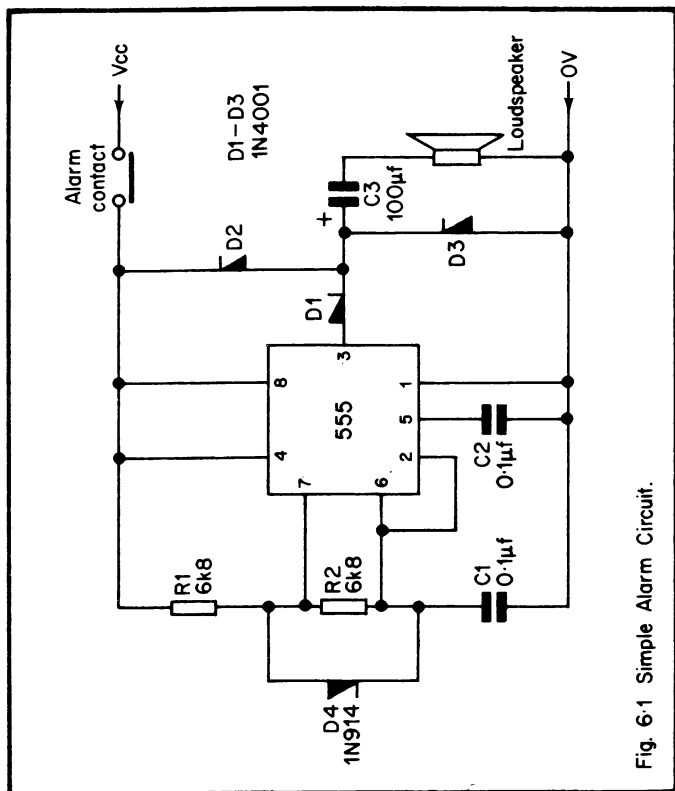 Alarm
contact
Vcc
R1
6k8
D2
D1-D3
1N4001
4
8
7
555
3
D1
+
C3
100µf
Loudspeaker
D4
1N914
R2
6k8
6
2
5
1
D3
C1
0·1µf
C2
0·1µf
0V
Fig. 6·1 Simple Alarm Circuit.